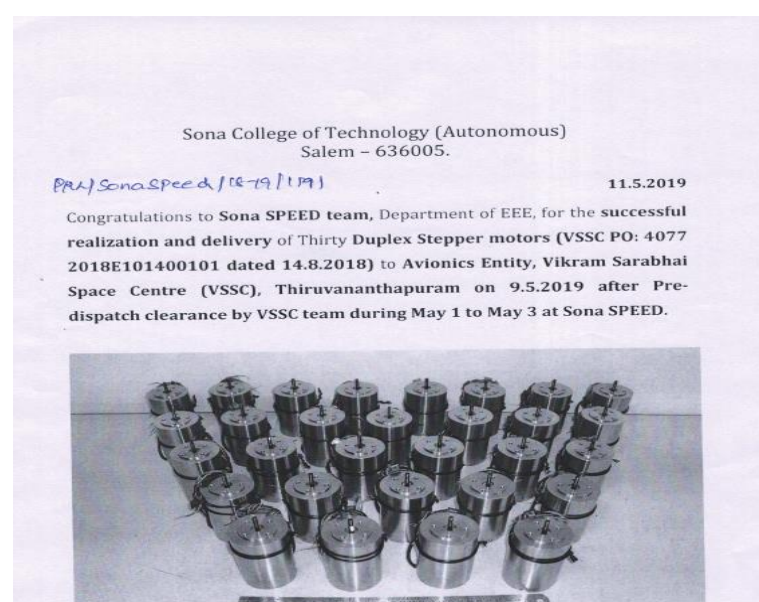 Sona College of Technology (Autonomous)
Salem – 636005.
11.5.2019
Congratulations to Sona SPEED team, Department of EEE, for the successful
realization and delivery of Thirty Duplex Stepper motors (VSSC PO: 4077
2018E101400101 dated 14.8.2018) to Avionics Entity, Vikram Sarabhai
Space Centre (VSSC), Thiruvananthapuram on 9.5.2019 after Pre-
dispatch clearance by VSSC team during May 1 to May 3 at Sona SPEED.